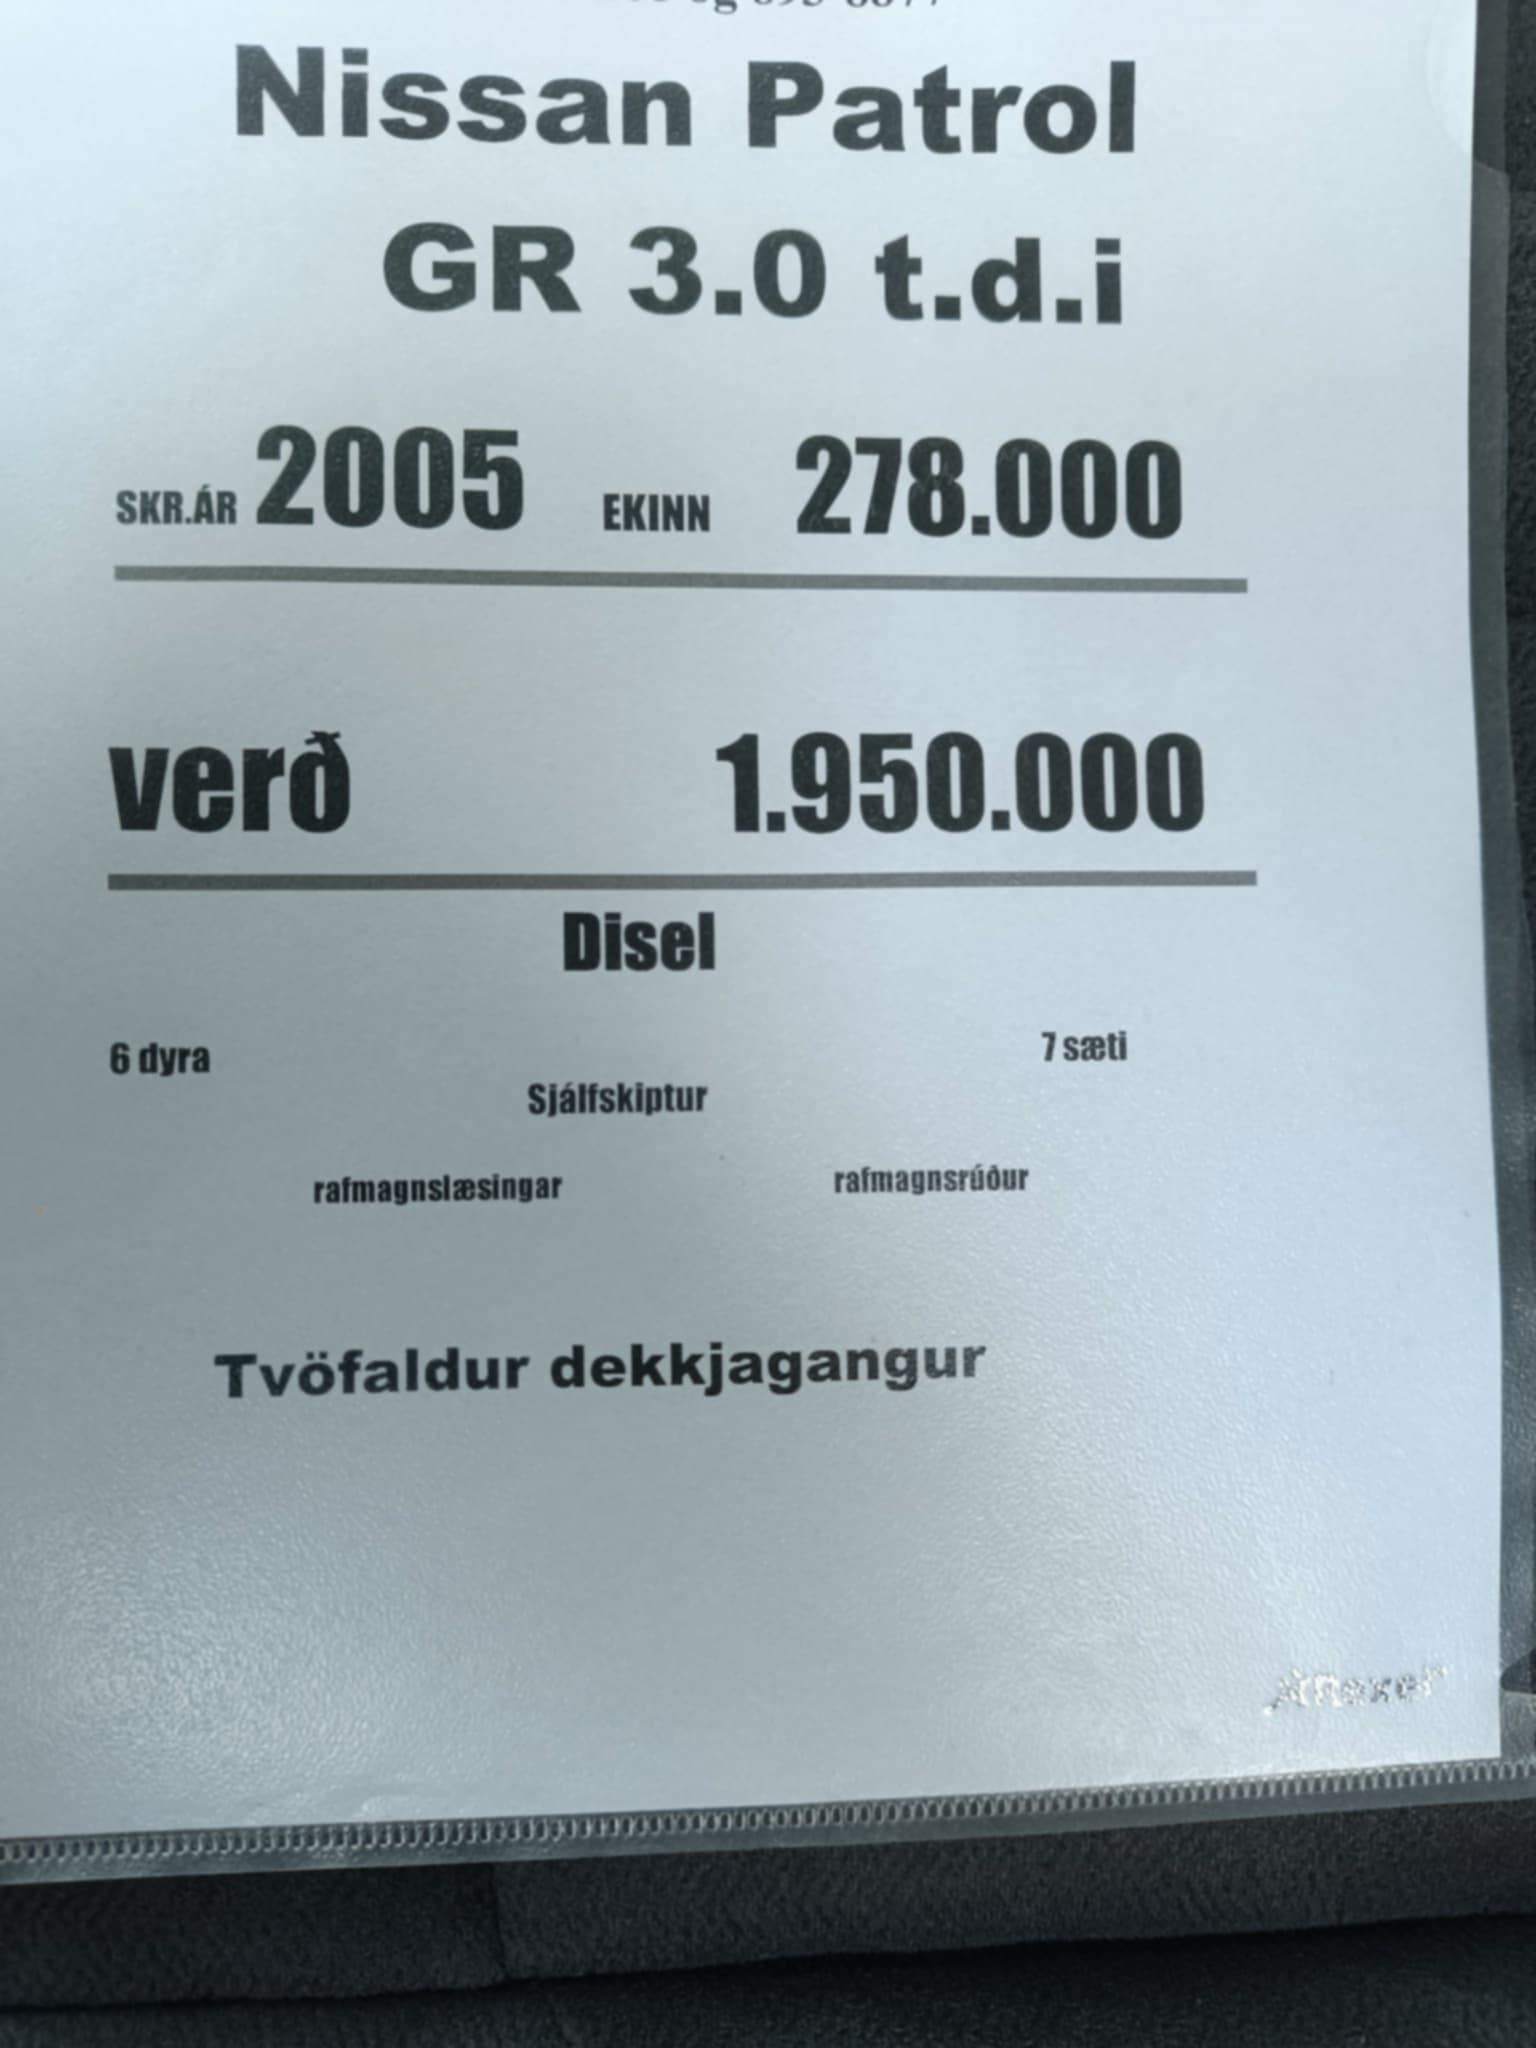 Nissan Patrol
GR 3.0 t.d.i
SKR.ÁR 2005 EKINN 278.000
verð 1.950.000
Disel
6 dyra 7 sæti
Sjálfskiptur
rafmagnslæsingar rafmagnsrúður
Tvöfaldur dekkjagangur